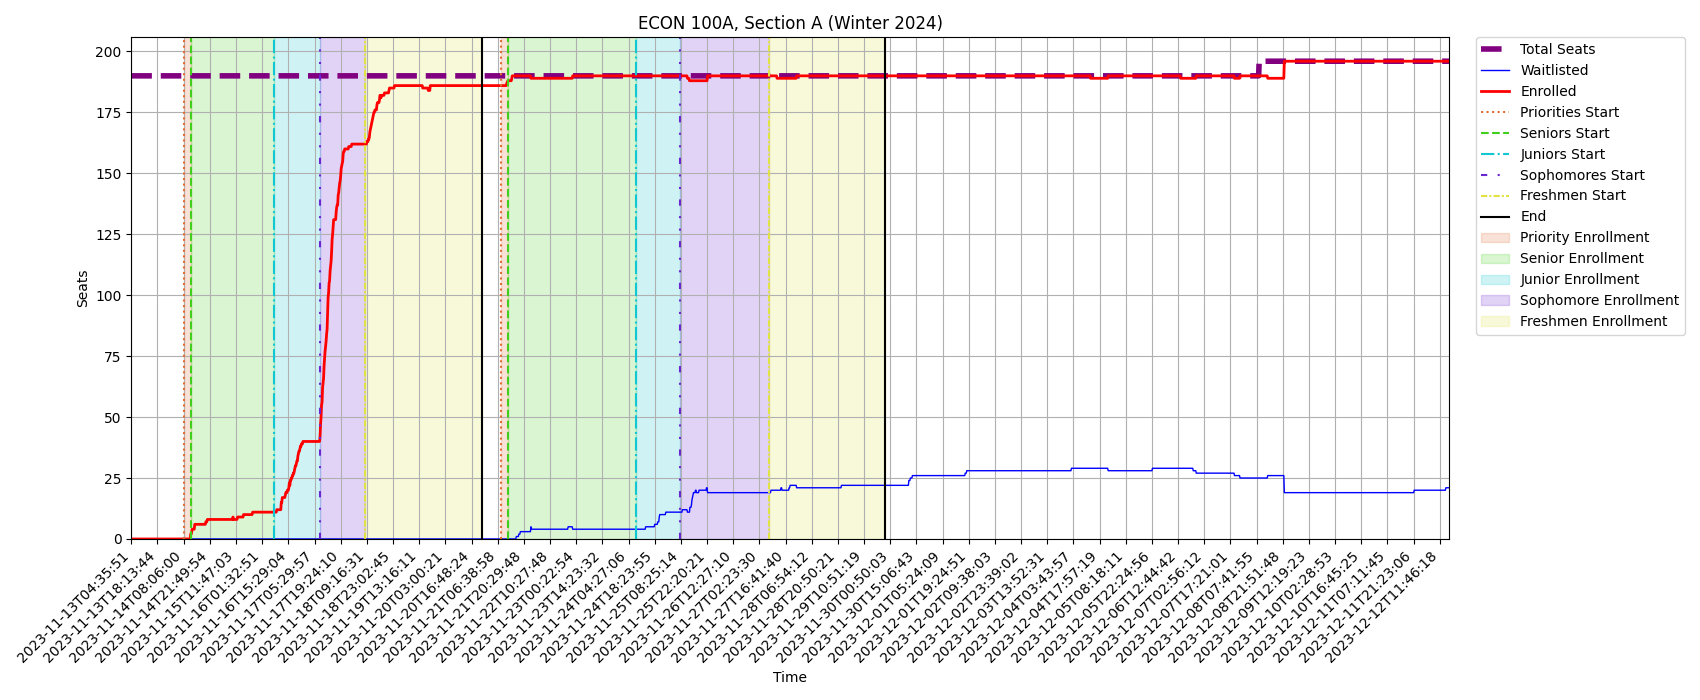 ECON 100A, Section A (Winter 2024)
Seats
200
175
150
125
100
75
50
25
0
2023-11-13T04:35:51
2023-11-13T18:13:44
2023-11-14T08:06:00
2023-11-14T21:49:54
2023-11-15T11:47:03
2023-11-16T01:32:51
2023-11-16T15:29:04
2023-11-17T05:29:57
2023-11-17T19:24:10
2023-11-18T09:16:31
2023-11-18T23:02:45
2023-11-19T13:16:11
2023-11-20T03:00:21
2023-11-20T16:48:24
2023-11-21T06:38:58
2023-11-21T20:29:48
2023-11-22T10:27:48
2023-11-23T00:22:54
2023-11-23T14:23:32
2023-11-24T04:27:06
2023-11-24T18:23:55
2023-11-25T08:25:14
2023-11-25T22:20:21
2023-11-26T12:27:10
2023-11-27T02:23:30
2023-11-27T16:41:40
2023-11-28T06:54:12
2023-11-28T20:50:21
2023-11-29T10:51:19
2023-11-30T00:50:03
2023-11-30T15:06:43
2023-12-01T05:24:09
2023-12-01T19:24:51
2023-12-02T09:38:03
2023-12-02T23:39:02
2023-12-03T13:52:31
2023-12-04T03:43:57
2023-12-04T17:57:19
2023-12-05T08:18:11
2023-12-05T22:24:56
2023-12-06T12:44:42
2023-12-07T02:56:12
2023-12-07T17:21:01
2023-12-08T07:41:55
2023-12-08T21:51:48
2023-12-09T12:19:23
2023-12-10T02:28:53
2023-12-10T16:45:25
2023-12-11T07:11:45
2023-12-11T21:23:06
2023-12-12T11:46:18
Time
Total Seats
Waitlisted
Enrolled
Priorities Start
Seniors Start
Juniors Start
Sophomores Start
Freshmen Start
End
Priority Enrollment
Senior Enrollment
Junior Enrollment
Sophomore Enrollment
Freshmen Enrollment